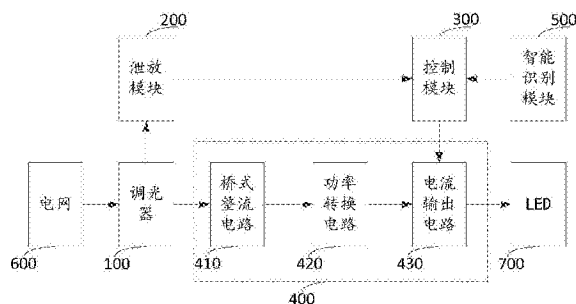 200
300
500
泄放
模块
控制
模块
智能
识别
模块
电网
调光
器
桥式
整流
电路
功率
转换
电路
电流
输出
电路
LED
600
100
410
420
430
700
400